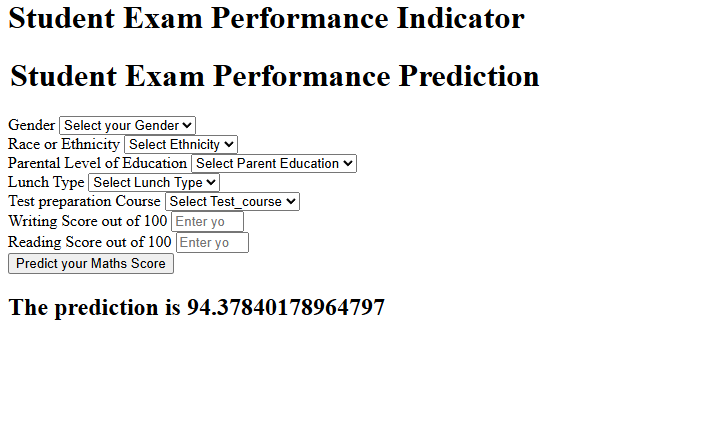 Student Exam Performance Indicator
Student Exam Performance Prediction
Gender Select your Gender
Race or Ethnicity Select Ethnicity
Parental Level of Education Select Parent Education
Lunch Type Select Lunch Type
Test preparation Course Select Test_course
Writing Score out of 100 Enter yo
Reading Score out of 100 Enter yo
Predict your Maths Score
The prediction is 94.37840178964797